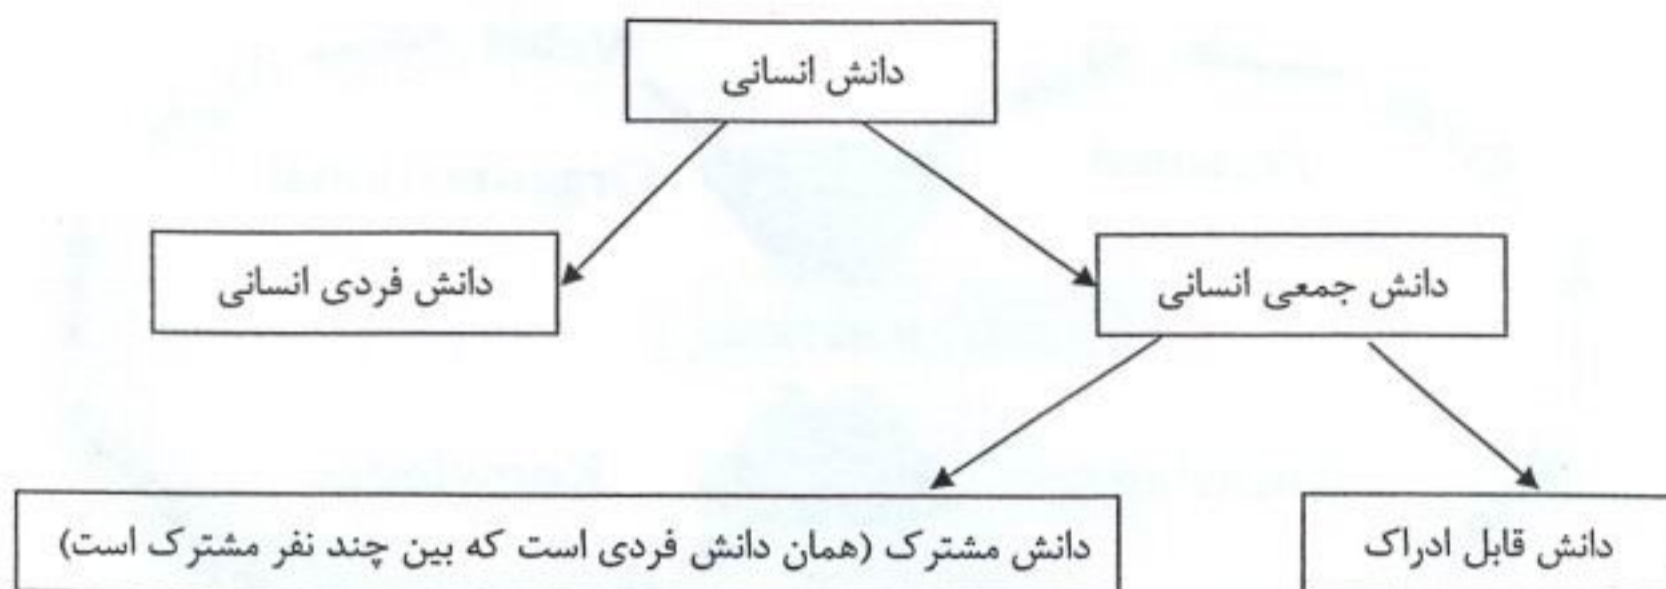 دانش انسانی
دانش جمعی انسانی
دانش فردی انسانی
دانش قابل ادراک
دانش مشترک (همان دانش فردی است که بین چند نفر مشترک است)